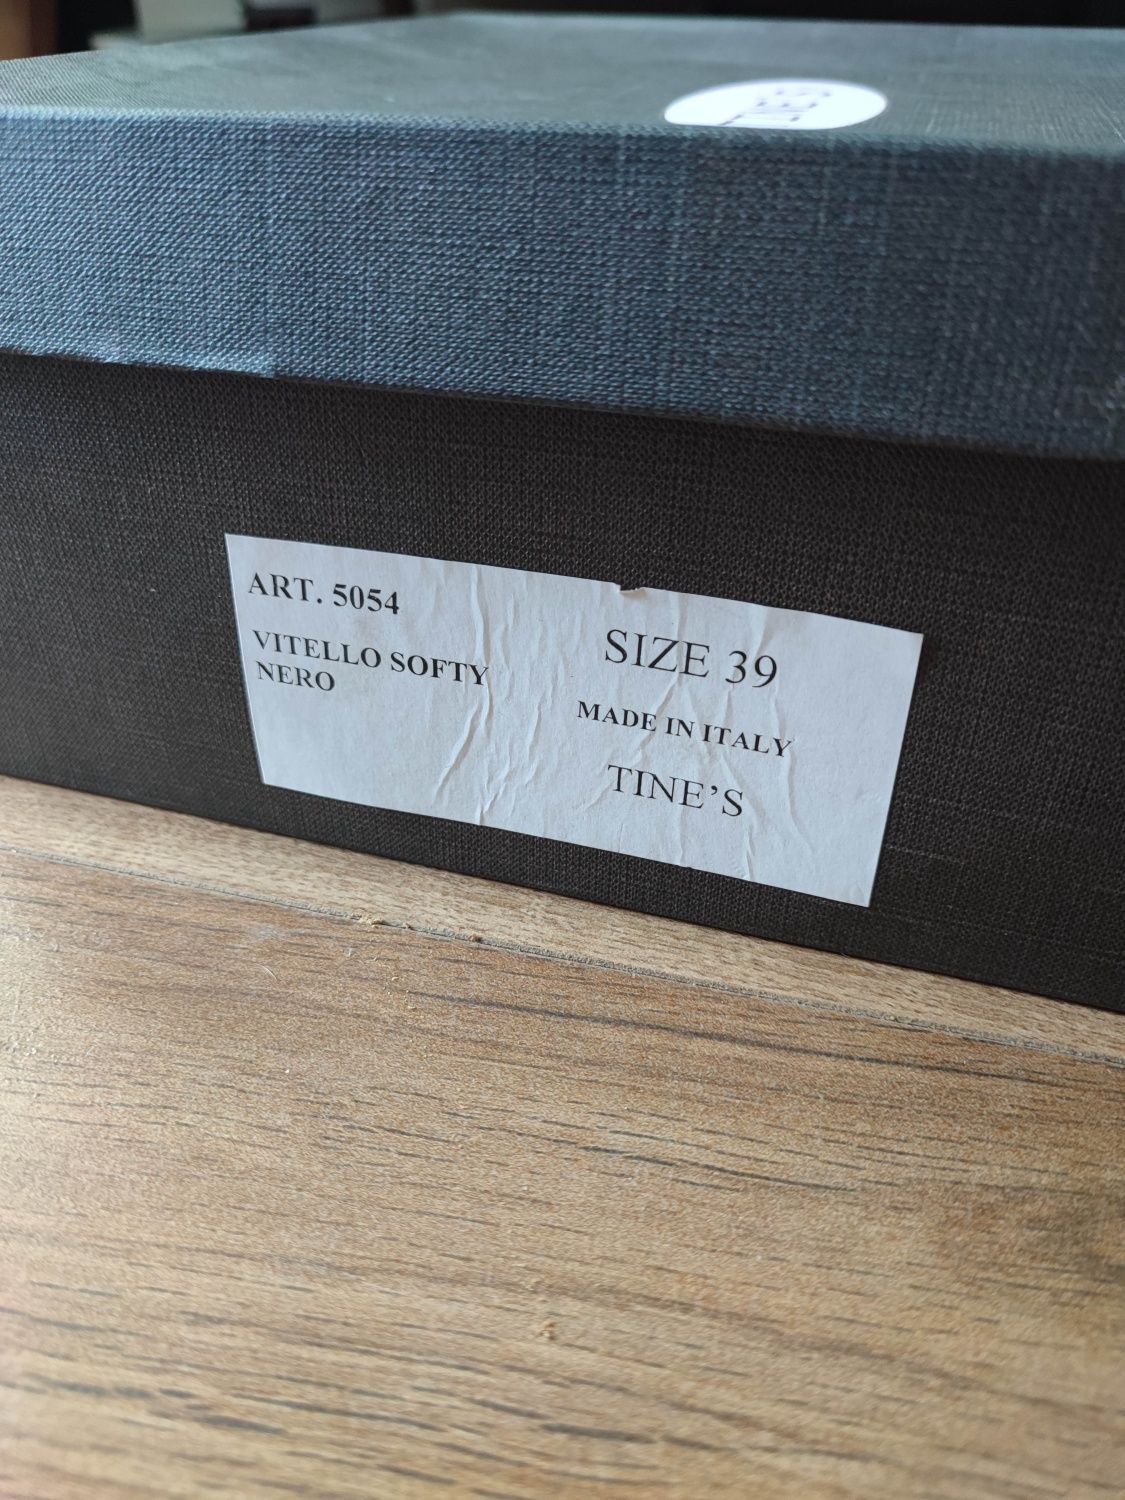 ART. 5054
VITELLO SOFTY
NERO
SIZE 39
MADE IN ITALY
TINE'S